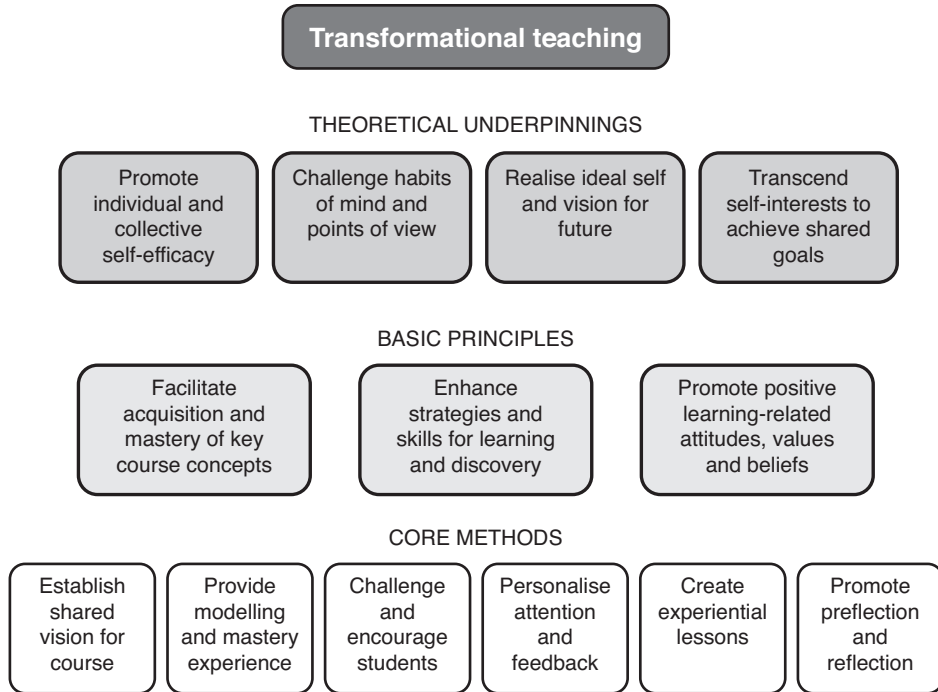 Transformational teaching
THEORETICAL UNDERPINNINGS
Promote
individual and
collective
self-efficacy
Challenge habits
of mind and
points of view
Realise ideal self
and vision for
future
Transcend
self-interests to
achieve shared
goals
BASIC PRINCIPLES
Facilitate
acquisition and
mastery of key
course concepts
Enhance
strategies and
skills for learning
and discovery
Promote positive
learning-related
attitudes, values
and beliefs
CORE METHODS
Establish
shared
vision for
course
Provide
modelling
and mastery
experience
Challenge
and
encourage
students
Personalise
attention
and
feedback
Create
experiential
lessons
Promote
preflection
and
reflection